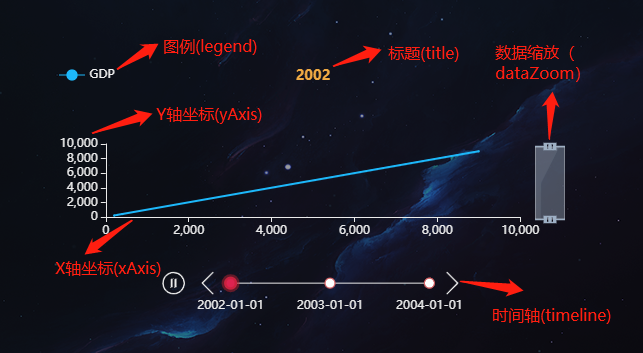 图例(legend)
标题(title)
数据缩放（
dataZoom）
GDP
2002
Y轴坐标(yAxis)
10,000
8,000
6,000
4,000
2,000
0
0
2,000
4,000
6,000
8,000
10,000
X轴坐标(xAxis)
2002-01-01
2003-01-01
2004-01-01
时间轴(timeline)